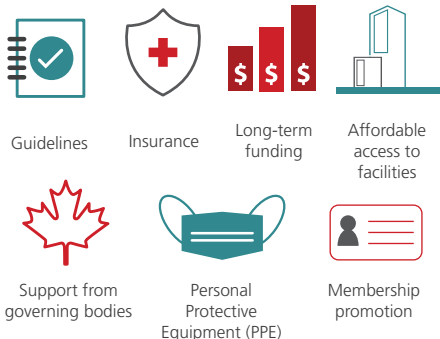 $ $ $
Guidelines
Insurance
Long-term
funding
Affordable
access to
facilities
Support from
governing bodies
Personal
Protective
Equipment (PPE)
Membership
promotion